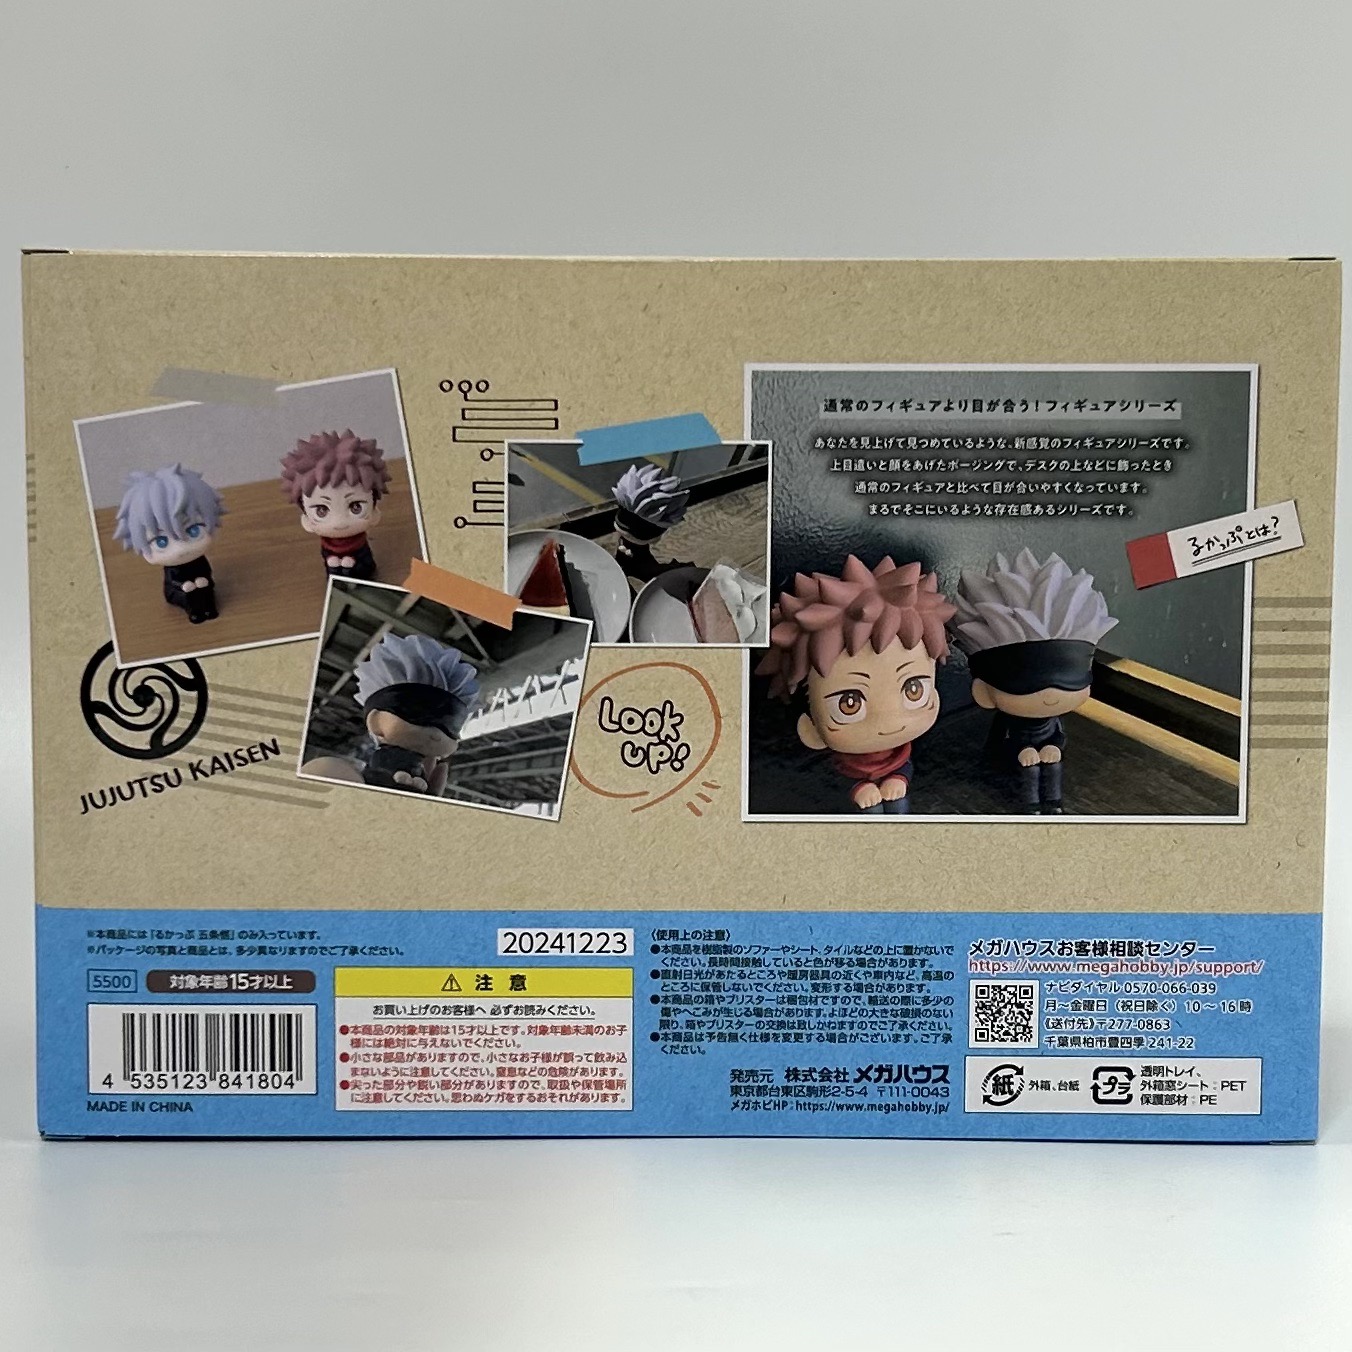 通常のフィギュアより目が合う!フィギュアシリーズ
あなたを見上げて見つめているような、新感覚のフィギュアシリーズです。
上目遣いと顔をあげたポージングで、デスクの上などに飾ったとき
通常のフィギュアと比べて目が合いやすくなっています。
まるでそこにいるような存在感あるシリーズです。
るかっぷとは?
Look
UP!
JUJUTSU KAISEN
※本商品には「るかっぷ 五条悟」のみ入っています。
※パッケージの写真と商品とは、多少異なりますのでご了承ください。
20241223
5500
対象年齢15才以上
4 535123 841804
MADE IN CHINA
注意
お買い上げのお客様へ 必ずお読みください。
●本商品の対象年齢は15才以上です。対象年齢未満のお子
様には絶対に与えないでください。
●小さな部品がありますので、小さなお子様が誤って飲み込
まないように注意してください。窒息などの危険があります。
●尖った部分や鋭い部分がありますので、取扱や保管場所
に注意してください。思わぬケガをするおそれがあります。
〈使用上の注意〉
●本商品を樹脂製のソファーやシート、タイルなどの上に置かないで
ください。長時間接触していると色が移る場合があります。
●直射日光があたるところや暖房器具の近くや車内など、高温の
ところに保管しないでください。変形する場合があります。
●本商品の箱やブリスターは梱包材ですので、輸送の際に多少の
傷やへこみが生じる場合があります。よほどの大きな破損のない
限り、箱やブリスターの交換は致しかねますのでご了承ください。
●本商品は予告無く仕様を変更する場合がございます。ご了承
ください。
発売元 株式会社メガハウス
東京都台東区駒形2-5-4 〒111-0043
メガホビHP:https://www.megahobby.jp/
メガハウスお客様相談センター
https://www.megahobby.jp/support/
ナビダイヤル 0570-066-039
月～金曜日(祝日除く)10～16時
《送付先》〒277-0863
千葉県柏市豊四季241-22
紙
外箱、台紙
プラ
透明トレイ、
外箱窓シート:PET
保護部材:PE